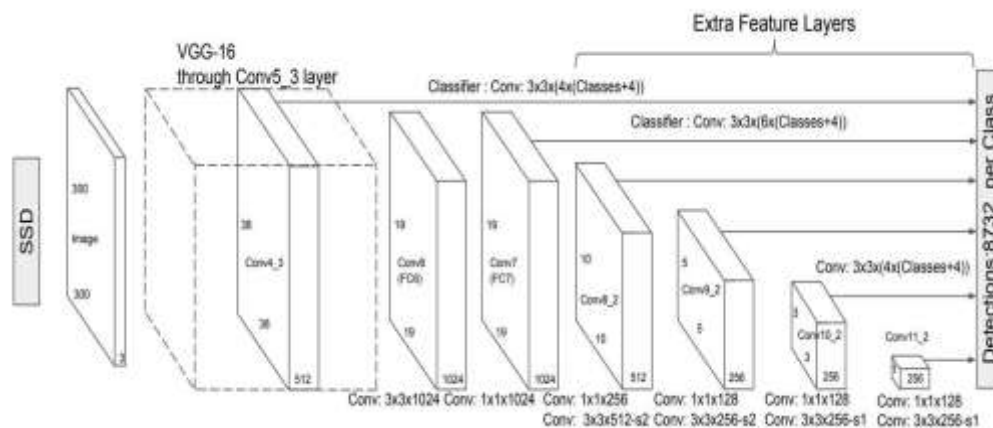 Extra Feature Layers
VGG-16
through Conv5_3 layer
Classifier : Conv: 3x3x(4x(Classes+4))
Classifier : Conv: 3x3x(6x(Classes+4))
SSD
300
Image
300
3
38
Conv4_3
38
512
19
Conv6
(FC6)
19
1024
19
Conv7
(FC7)
19
1024
10
Conv8_2
10
512
5
Conv9_2
5
256
Conv: 3x3x(4x(Classes+4))
3
Conv10_2
3
256
Conv11_2
256
Detections:8732 per Class
Conv: 3x3x1024
Conv: 1x1x1024
Conv: 1x1x256
Conv: 3x3x512-s2
Conv: 1x1x128
Conv: 3x3x256-s2
Conv: 1x1x128
Conv: 3x3x256-s1
Conv: 1x1x128
Conv: 3x3x256-s1